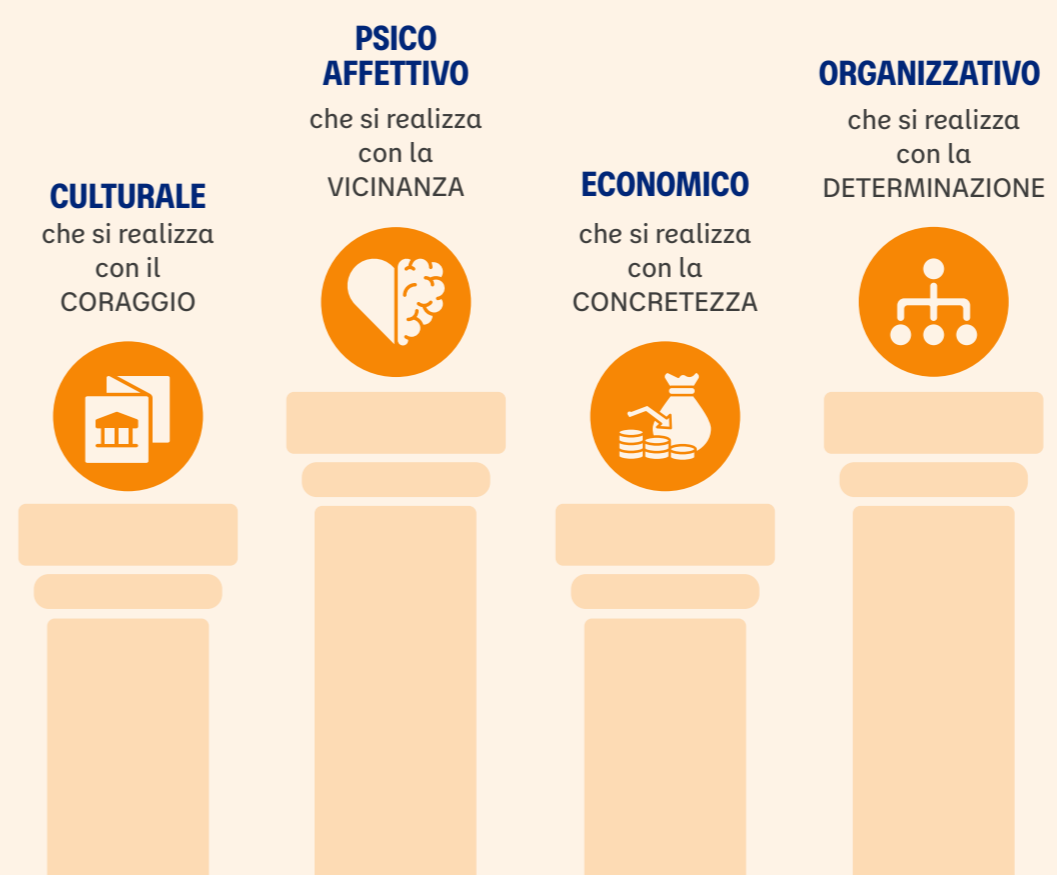 CULTURALE
che si realizza
con il
CORAGGIO
PSICO
AFFETTIVO
che si realizza
con la
VICINANZA
ECONOMICO
che si realizza
con la
CONCRETEZZA
ORGANIZZATIVO
che si realizza
con la
DETERMINAZIONE